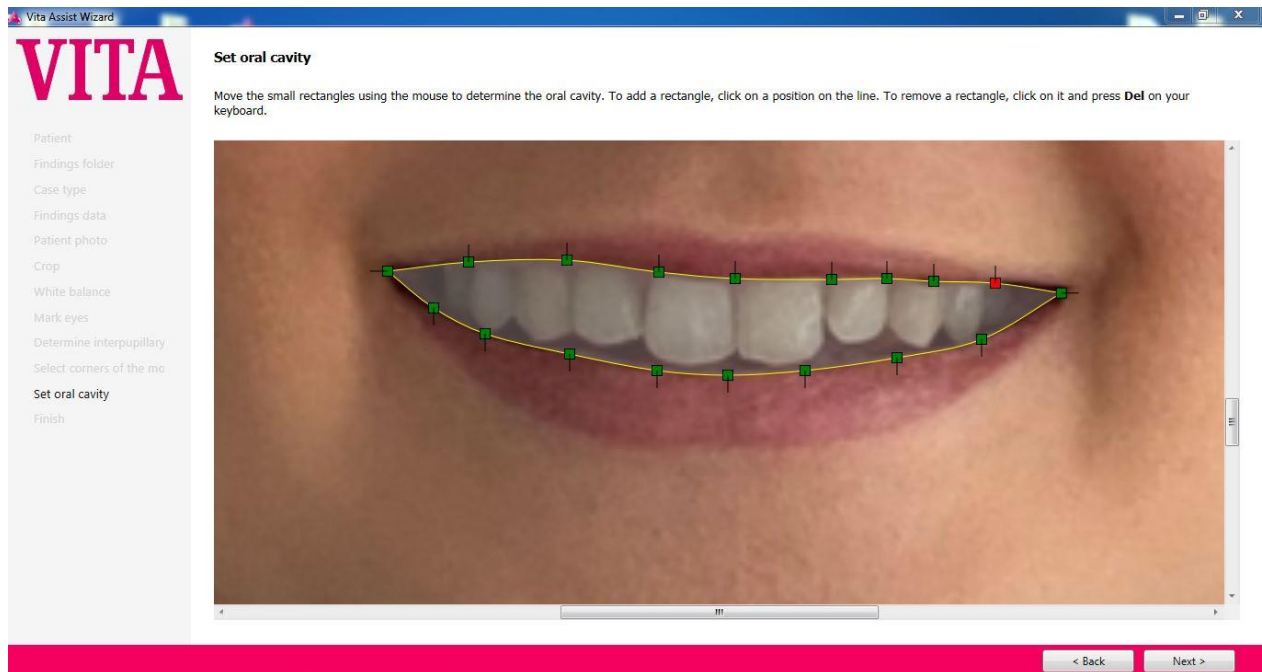 Vita Assist Wizard
VITA
Patient
Findings folder
Case type
Findings data
Patient photo
Crop
White balance
Mark eyes
Determine interpupillary
Select corners of the mo
Set oral cavity
Finish
Set oral cavity
Move the small rectangles using the mouse to determine the oral cavity. To add a rectangle, click on a position on the line. To remove a rectangle, click on it and press Del on your
keyboard.
< Back
Next >